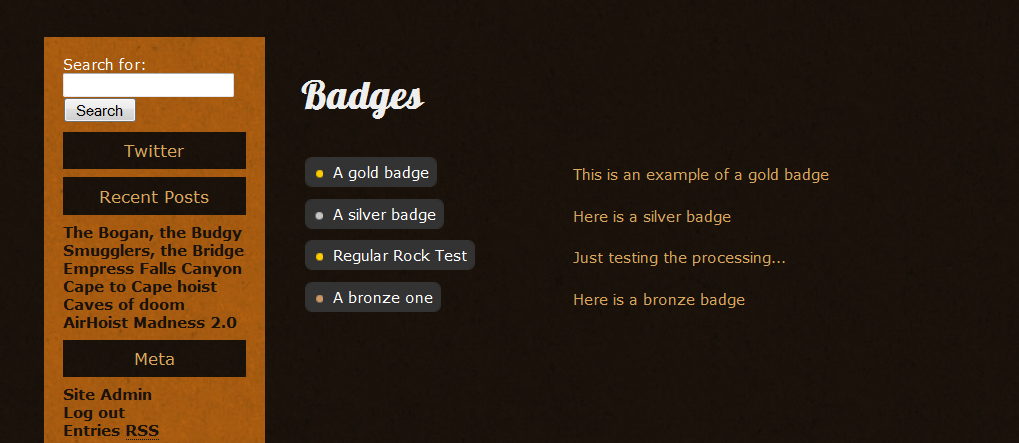 Search for:
Search
Twitter
Recent Posts
The Bogan, the Budgy
Smugglers, the Bridge
Empress Falls Canyon
Cape to Cape hoist
Caves of doom
AirHoist Madness 2.0
Meta
Site Admin
Log out
Entries RSS
Badges
A gold badge This is an example of a gold badge
A silver badge Here is a silver badge
Regular Rock Test Just testing the processing...
A bronze one Here is a bronze badge